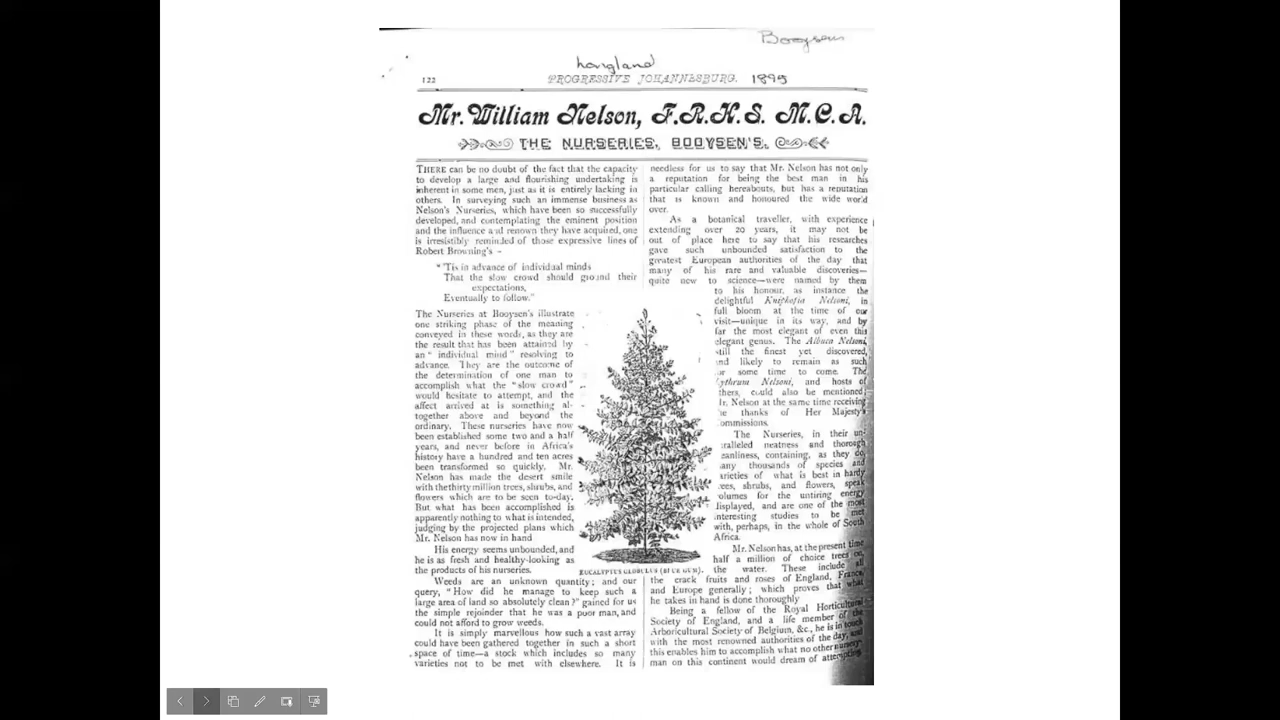 Booysens
Longland
122
PROGRESSIVE JOHANNESBURG. 1895
Mr. William Nelson, F.R.H.S. M.C.A.
THE NURSERIES, BOOYSEN'S,
THERE can be no doubt of the fact that the capacity
to develop a large and flourishing undertaking is
inherent in some men, just as it is entirely lacking in
others. In surveying such an immense business as
Nelson's Nurseries, which have been so successfully
developed, and contemplating the eminent position
and the influence and renown they have acquired, one
is irresistibly reminded of those expressive lines of
Robert Browning's -
"'Tis in advance of individual minds
That the slow crowd should ground their
expectations,
Eventually to follow."
The Nurseries at Booysen's illustrate
one striking phase of the meaning
conveyed in these words, as they are
the result that has been attained by
an "individual mind" resolving to
advance. They are the outcome of
the determination of one man to
accomplish what the "slow crowd"
would hesitate to attempt, and the
affect arrived at is something al-
together above and beyond the
ordinary. These nurseries have now
been established some two and a half
years, and never before in Africa's
history have a hundred and ten acres
been transformed so quickly. Mr.
Nelson has made the desert smile
with the thirty million trees, shrubs, and
flowers which are to be seen to-day.
But what has been accomplished is
apparently nothing to what is intended,
judging by the projected plans which
Mr. Nelson has now in hand
His energy seems unbounded, and
he is as fresh and healthy-looking as
the products of his nurseries.
Weeds are an unknown quantity; and our
query, "How did he manage to keep such a
large area of land so absolutely clean?" gained for us
the simple rejoinder that he was a poor man, and
could not afford to grow weeds.
It is simply marvellous how such a vast array
could have been gathered together in such a short
space of time—a stock which includes so many
varieties not to be met with elsewhere. It is
needless for us to say that Mr. Nelson has not only
a reputation for being the best man in his
particular calling hereabouts, but has a reputation
that is known and honoured the wide world
over.
As a botanical traveller, with experience
extending over 20 years, it may not be
out of place here to say that his researches
gave such unbounded satisfaction to the
greatest European authorities of the day that
many of his rare and valuable discoveries—
quite new to science—were named by them
to his honour, as instance the
delightful Kniphofia Nelsoni, in
full bloom at the time of our
visit—unique in its way, and by
far the most elegant of even this
elegant genus. The Albuca Nelsoni,
still the finest yet discovered,
and likely to remain as such
or some time to come. The
ythrum Nelsoni, and hosts of
thers, could also be mentioned,
Ir. Nelson at the same time receiving
he thanks of Her Majesty's
ommissions.
The Nurseries, in their un-
ralleled neatness and thorough
eanliness, containing, as they do,
any thousands of species and
arieties of what is best in hardy
ees, shrubs, and flowers, speak
olumes for the untiring energy
displayed, and are one of the most
interesting studies to be met
with, perhaps, in the whole of South
Africa.
Mr. Nelson has, at the present time
half a million of choice trees on
the water. These include all
EUCALYPTUS GLOBULUS (BLUE GUM).
the crack fruits and roses of England, France,
and Europe generally; which proves that what
he takes in hand is done thoroughly
Being a fellow of the Royal Horticultural
Society of England, and a life member of the
Arboricultural Society of Belgium, &c., he is in touch
with the most renowned authorities of the day, and
this enables him to accomplish what no other nursery-
man on this continent would dream of attempting.